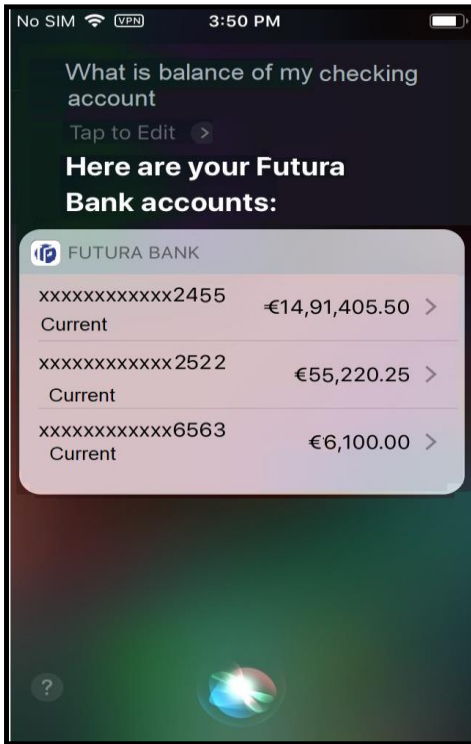 No SIM VPN 3:50 PM
What is balance of my checking
account
Tap to Edit >
Here are your Futura
Bank accounts:
FUTURA BANK
xxxxxxxxxxxx2455 €14,91,405.50 >
Current
xxxxxxxxxxxx2522 €55,220.25 >
Current
xxxxxxxxxxxx6563 €6,100.00 >
Current
?